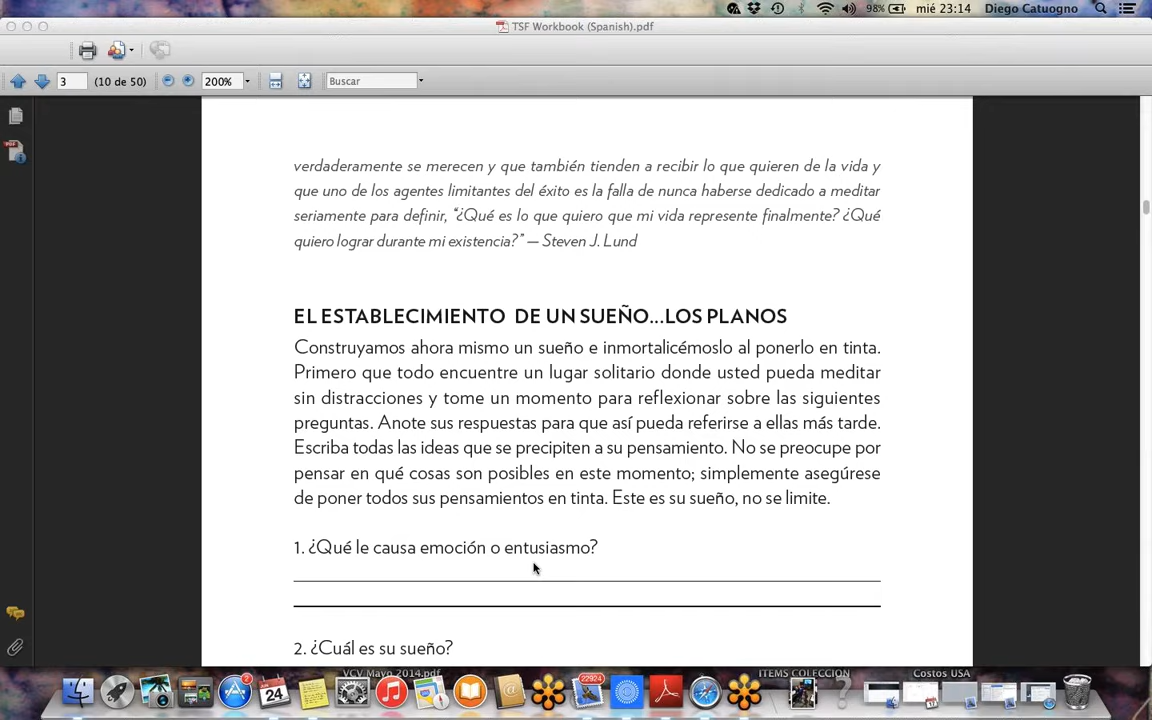 98% mié 23:14 Diego Catuogno
TSF Workbook (Spanish).pdf
3 (10 de 50) 200% Buscar
verdaderamente se merecen y que también tienden a recibir lo que quieren de la vida y
que uno de los agentes limitantes del éxito es la falla de nunca haberse dedicado a meditar
seriamente para definir, “¿Qué es lo que quiero que mi vida represente finalmente? ¿Qué
quiero lograr durante mi existencia?” — Steven J. Lund
EL ESTABLECIMIENTO DE UN SUEÑO...LOS PLANOS
Construyamos ahora mismo un sueño e inmortalicémoslo al ponerlo en tinta.
Primero que todo encuentre un lugar solitario donde usted pueda meditar
sin distracciones y tome un momento para reflexionar sobre las siguientes
preguntas. Anote sus respuestas para que así pueda referirse a ellas más tarde.
Escriba todas las ideas que se precipiten a su pensamiento. No se preocupe por
pensar en qué cosas son posibles en este momento; simplemente asegúrese
de poner todos sus pensamientos en tinta. Este es su sueño, no se limite.
1. ¿Qué le causa emoción o entusiasmo?
2. ¿Cuál es su sueño?
VCV Mayo 2014.pdf ITEMS COLECCION Costos USA
2 24 22924